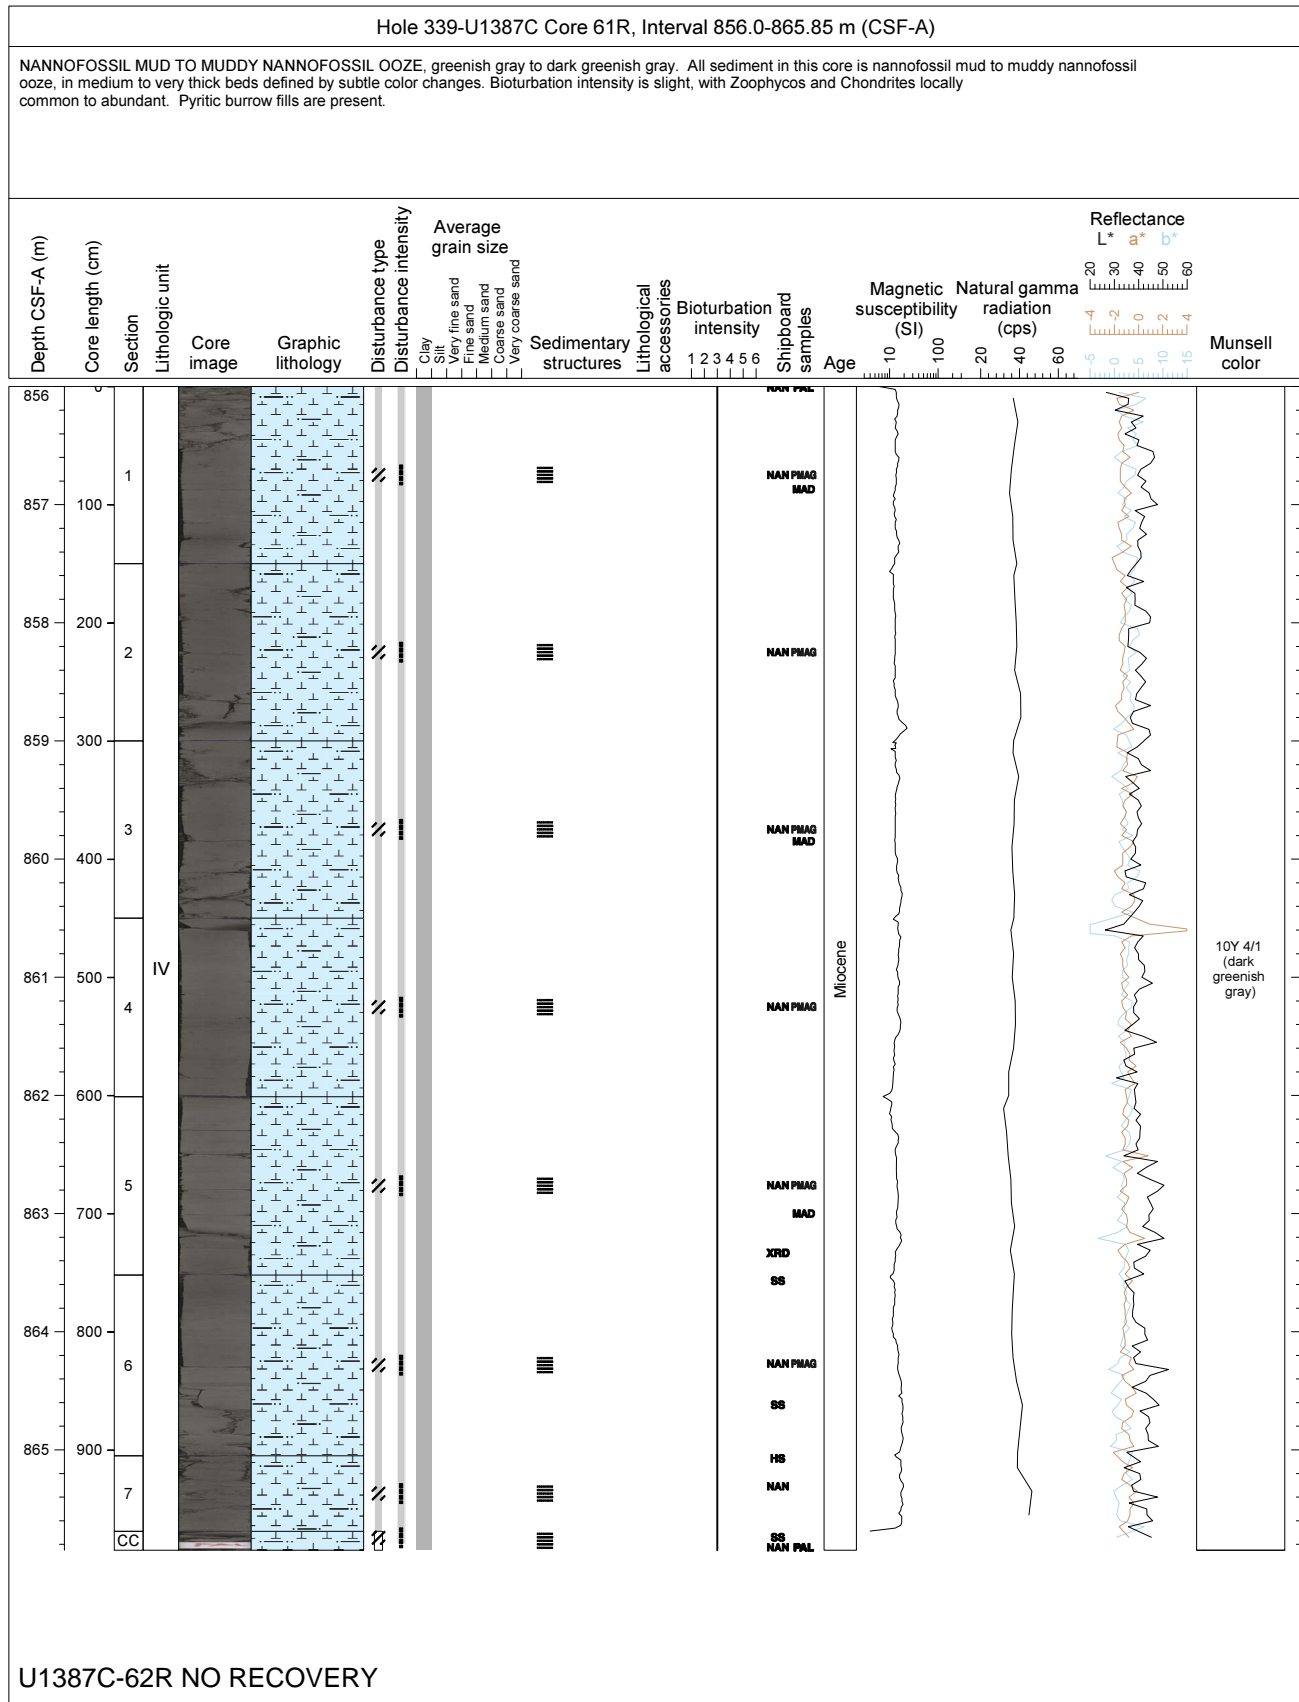 Hole 339-U1387C Core 61R, Interval 856.0-865.85 m (CSF-A)
NANNOFOSSIL MUD TO MUDDY NANNOFOSSIL OOZE, greenish gray to dark greenish gray. All sediment in this core is nannofossil mud to muddy nannofossil
ooze, in medium to very thick beds defined by subtle color changes. Bioturbation intensity is slight, with Zoophycos and Chondrites locally
common to abundant. Pyritic burrow fills are present.
Depth CSF-A (m)
Core length (cm)
Section
Lithologic unit
Core
image
Graphic
lithology
Disturbance type
Disturbance intensity
Average
grain size
Clay
Silt
Very fine sand
Fine sand
Medium sand
Coarse sand
Very coarse sand
Sedimentary
structures
Lithological
accessories
Bioturbation
intensity
1 2 3 4 5 6
Shipboard
samples
Age
Magnetic
susceptibility
(SI)
10 100
Natural gamma
radiation
(cps)
20 40 60
Reflectance
L* a* b*
20 30 40 50 60
-4 -2 0 2 4
-5 0 5 10 15
Munsell
color
856
857
858
859
860
861
862
863
864
865
0
100
200
300
400
500
600
700
800
900
1
2
3
4
5
6
7
CC
IV
NAN PAL
NAN PMAG
MAD
NAN PMAG
NAN PMAG
MAD
NAN PMAG
NAN PMAG
MAD
XRD
SS
NAN PMAG
SS
HS
NAN
SS
NAN PAL
Miocene
10Y 4/1
(dark
greenish
gray)
U1387C-62R NO RECOVERY